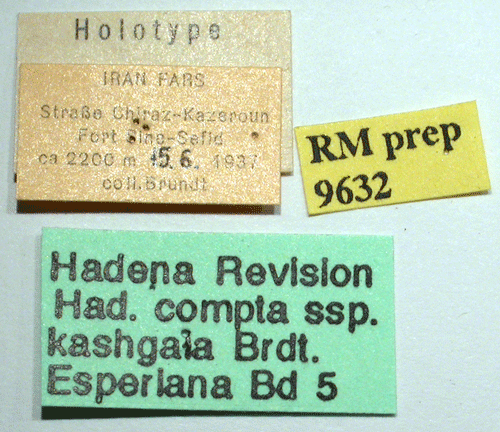 Holotype
IRAN FARS
Straße Chiraz-Kazeroun
Fort Sine-Sefid
ca 2200 m 15.6. 1937
coll. Brandt
RM prep
9632
Hadena Revision
Had. compta ssp.
kashgaia Brdt.
Esperiana Bd 5